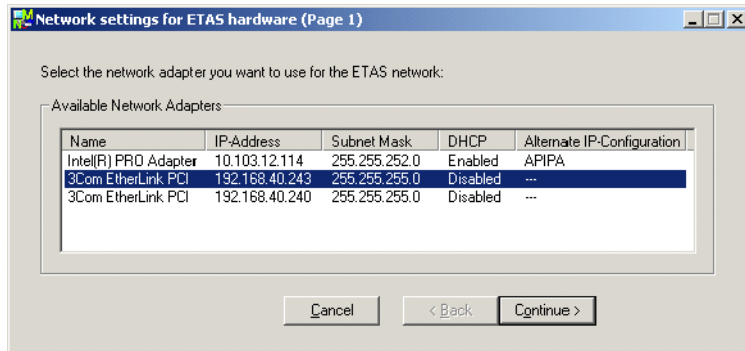 Network settings for ETAS hardware (Page 1)
Select the network adapter you want to use for the ETAS network:
Available Network Adapters
Name IP-Address Subnet Mask DHCP Alternate IP-Configuration
Intel(R) PRO Adapter 10.103.12.114 255.255.252.0 Enabled APIPA
3Com EtherLink PCI 192.168.40.243 255.255.255.0 Disabled ---
3Com EtherLink PCI 192.168.40.240 255.255.255.0 Disabled ---
Cancel < Back Continue >